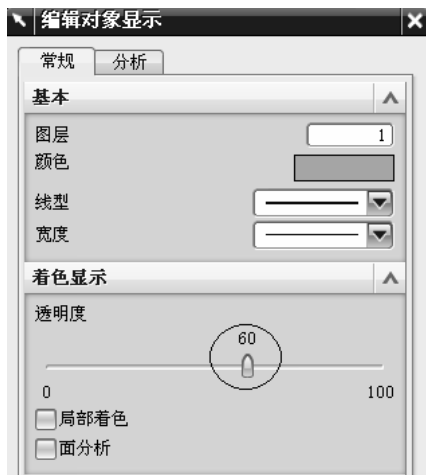 编辑对象显示
常规 分析
基本
图层 1
颜色
线型
宽度
着色显示
透明度
60
0 100
局部着色
面分析